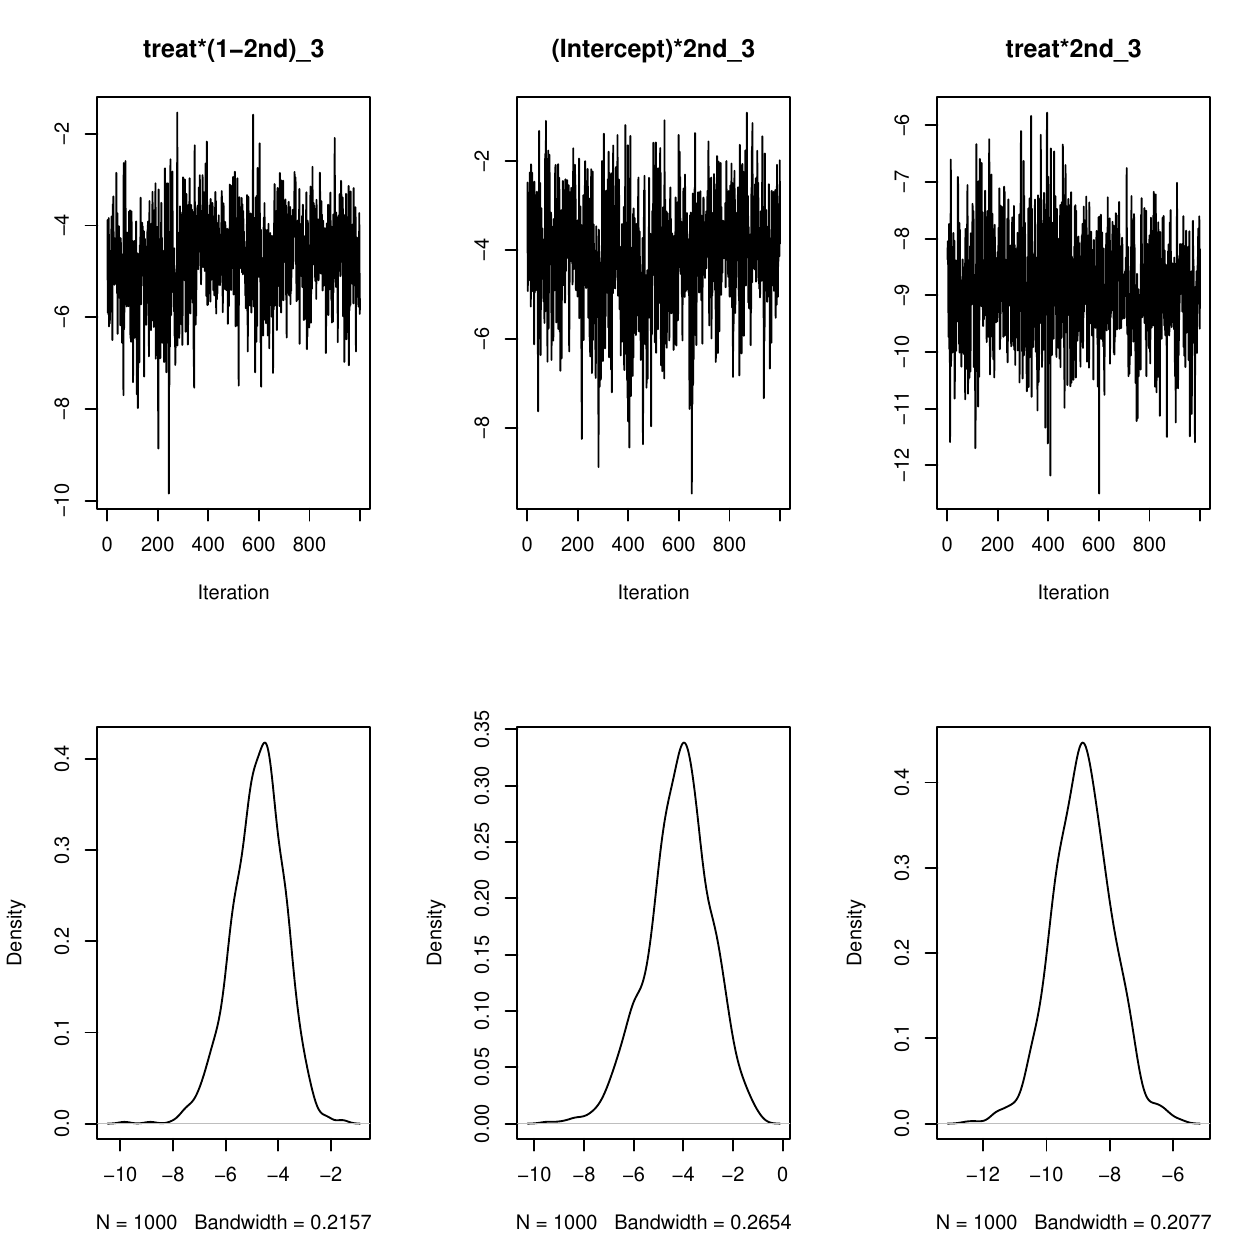 treat*(1−2nd)_3
(Intercept)*2nd_3
treat*2nd_3
−2
−4
−6
−8
−10
0 200 400 600 800
Iteration
−2
−4
−6
−8
0 200 400 600 800
Iteration
−6
−7
−8
−9
−10
−11
−12
0 200 400 600 800
Iteration
Density
0.4
0.3
0.2
0.1
0.0
−10 −8 −6 −4 −2
N = 1000 Bandwidth = 0.2157
Density
0.35
0.30
0.25
0.20
0.15
0.10
0.05
0.00
−10 −8 −6 −4 −2 0
N = 1000 Bandwidth = 0.2654
Density
0.4
0.3
0.2
0.1
0.0
−12 −10 −8 −6
N = 1000 Bandwidth = 0.2077